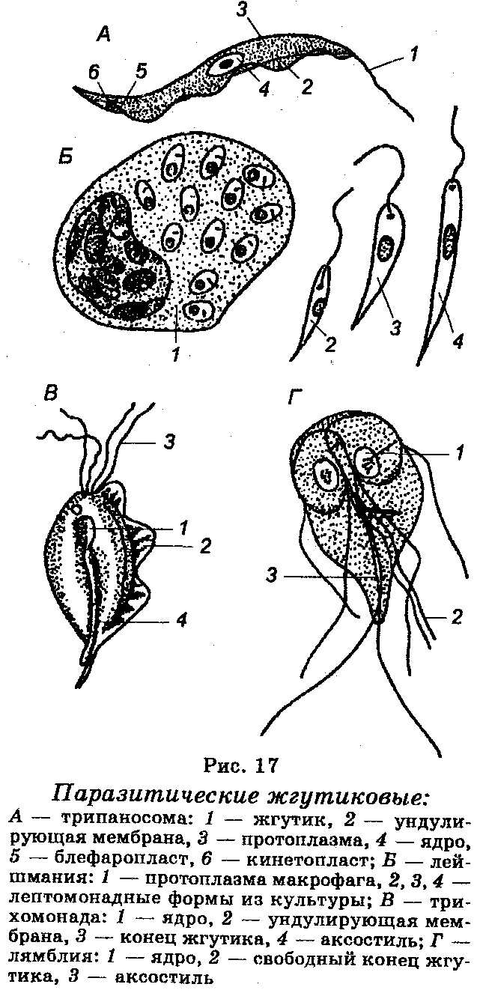 А
3
1
6
5
4
2
Б
1
2
3
4
В
3
1
2
4
Г
1
3
2
Рис. 17
Паразитические жгутиковые:
А — трипаносома: 1 — жгутик, 2 — ундули-
рующая мембрана, 3 — протоплазма, 4 — ядро,
5 — блефаропласт, 6 — кинетопласт; Б — лей-
шмания: 1 — протоплазма макрофага, 2, 3, 4 —
лептомонадные формы из культуры; В — три-
хомонада: 1 — ядро, 2 — ундулирующая мем-
брана, 3 — конец жгутика, 4 — аксостиль; Г —
лямблия: 1 — ядро, 2 — свободный конец жгу-
тика, 3 — аксостиль